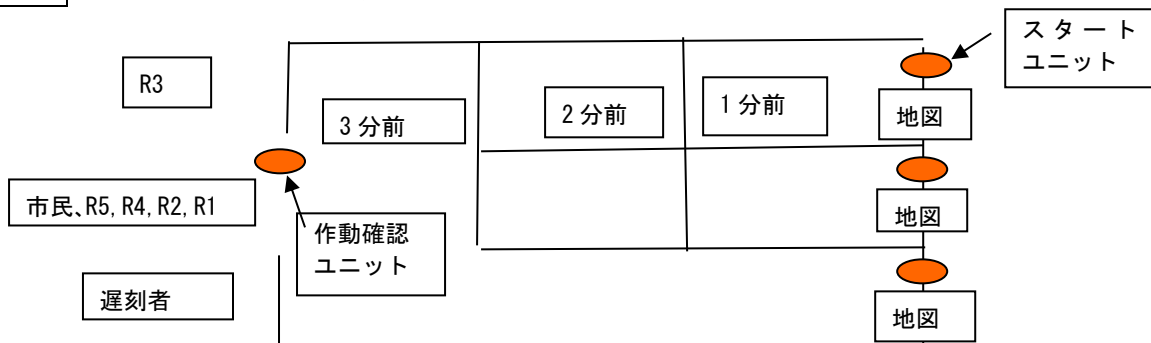 スタート
ユニット
R3
3分前
2分前
1分前
地図
市民、R5,R4,R2,R1
作動確認
ユニット
地図
遅刻者
地図